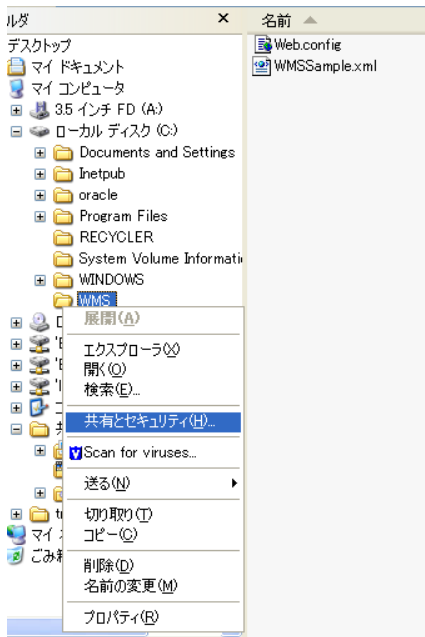 ルダ
×
名前
デスクトップ
マイ ドキュメント
マイ コンピュータ
3.5 インチ FD (A:)
ローカル ディスク (C:)
Documents and Settings
Inetpub
oracle
Program Files
RECYCLER
System Volume Informati
WINDOWS
WMS
マイ
ごみ
Web.config
WMSSample.xml
展開(A)
エクスプローラ(X)
開く(O)
検索(E)...
共有とセキュリティ(H)...
Scan for viruses...
送る(N)
切り取り(T)
コピー(C)
削除(D)
名前の変更(M)
プロパティ(R)